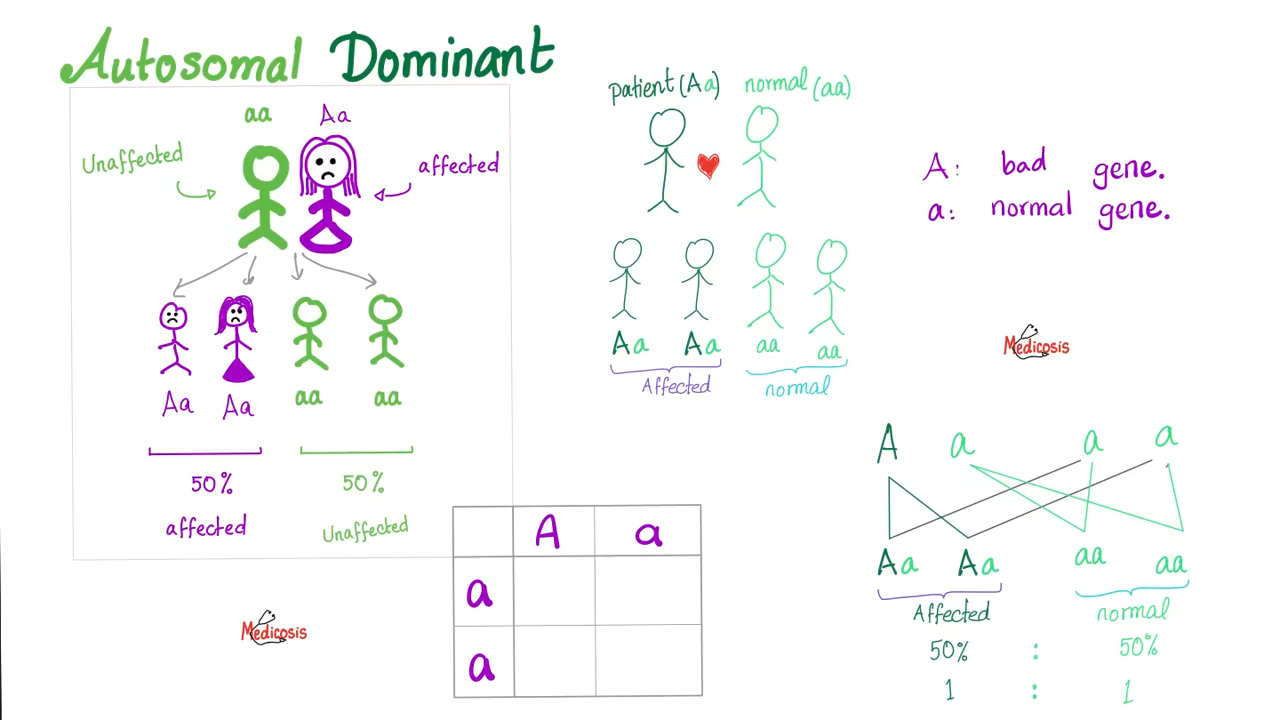 Autosomal Dominant
aa Aa
Unaffected
affected
Aa Aa aa aa
50% 50%
affected Unaffected
Medicosis
patient (Aa) normal (aa)
Aa Aa aa aa
Affected normal
A: bad gene.
a: normal gene.
Medicosis
A a
a
a
A a a a
Aa Aa aa aa
Affected normal
50% : 50%
1 : 1